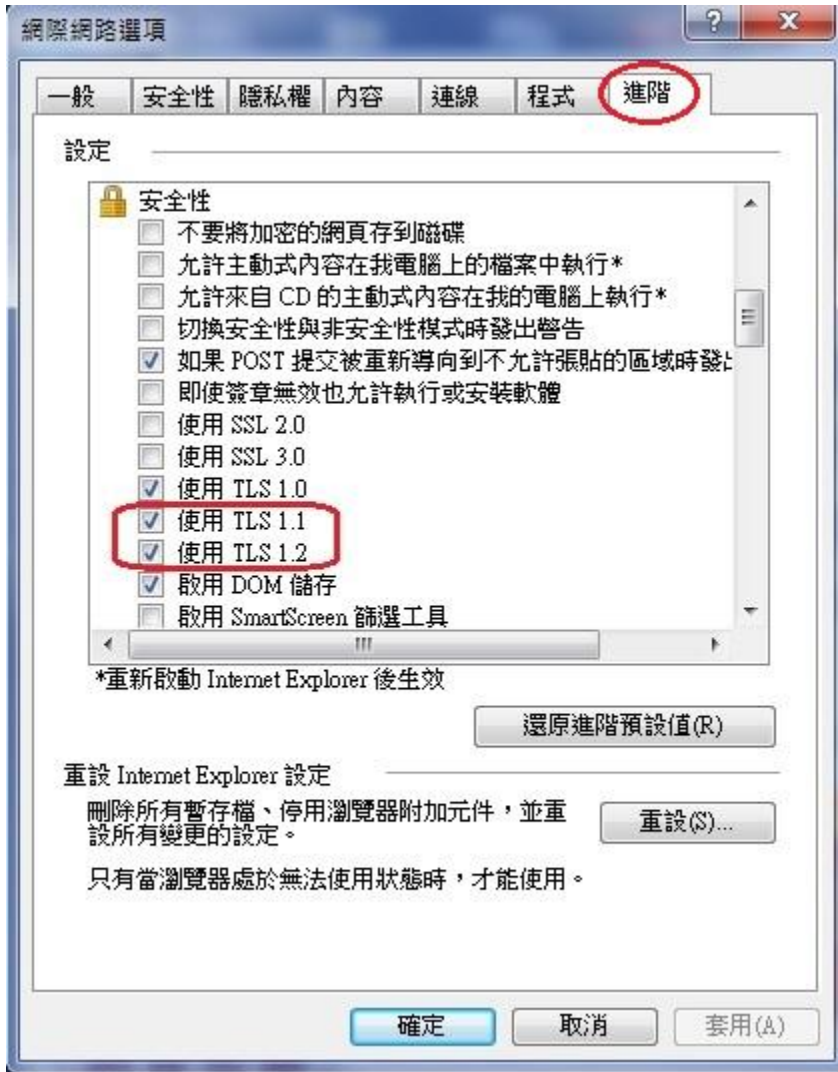 網際網路選項
一般 安全性 隱私權 內容 連線 程式 進階
設定
安全性
不要將加密的網頁存到磁碟
允許主動式內容在我電腦上的檔案中執行*
允許來自 CD 的主動式內容在我的電腦上執行*
切換安全性與非安全性模式時發出警告
如果 POST 提交被重新導向到不允許張貼的區域時發
即使簽章無效也允許執行或安裝軟體
使用 SSL 2.0
使用 SSL 3.0
使用 TLS 1.0
使用 TLS 1.1
使用 TLS 1.2
啟用 DOM 儲存
啟用 SmartScreen 篩選工具
*重新啟動 Internet Explorer 後生效
還原進階預設值(R)
重設 Internet Explorer 設定
刪除所有暫存檔、停用瀏覽器附加元件，並重
設所有變更的設定。
重設(S)...
只有當瀏覽器處於無法使用狀態時，才能使用。
確定 取消 套用(A)